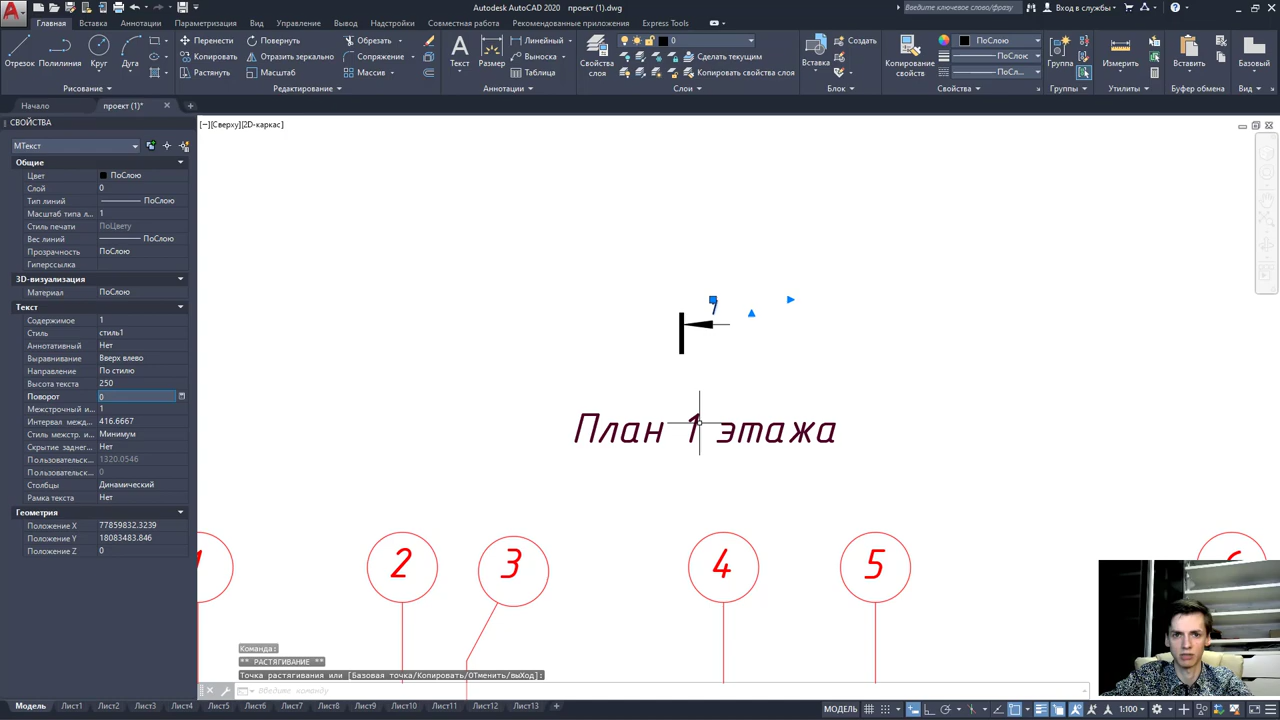 Autodesk AutoCAD 2021 проект (1).dwg
Введите ключевое слово/фразу
Вход в службы
Главная Вставка Аннотации Параметризация Вид Управление Вывод Надстройки Совместная работа Рекомендованные приложения Express Tools
Отрезок Полилиния Круг Дуга
Перенести Повернуть Обрезать
Копировать Отразить зеркально Сопряжение
Растянуть Масштаб Массив
Текст Размер
Линейный
Выноска
Таблица
Свойства слоя
0
Сделать текущим
Копировать свойства слоя
Вставка
Создать
Копирование свойств
ПоСлою
ПоСлок
ПоСл...
Группа
Измерить
Вставить
Базовый
Рисование Редактирование Аннотации Слои Блок Свойства Группы Утилиты Буфер обмена Вид
Начало проект (1)*
СВОЙСТВА
[−][Сверху][2D-каркас]
МТекст
Общие
Цвет ПоСлою
Слой 0
Тип линий ПоСлою
Масштаб типа л... 1
Стиль печати ПоЦвету
Вес линий ПоСлою
Прозрачность ПоСлою
Гиперссылка
3D-визуализация
Материал ПоСлою
Текст
Содержимое 1
Стиль стиль1
Аннотативный Нет
Выравнивание Вверх влево
Направление По стилю
Высота текста 250
Поворот 0
Межстрочный и... 1
Интервал межд... 416.6667
Стиль межстр. и... Минимум
Скрытие заднег... Нет
Пользовательск... 1320.0546
Пользовательск... 0
Столбцы Динамический
Рамка текста Нет
Геометрия
Положение X 77859832.3239
Положение Y 18083483.846
Положение Z 0
1
План 1 этажа
1 2 3 4 5 6
Команда:
** РАСТЯГИВАНИЕ **
Точка растягивания или [Базовая точка/Копировать/ОТменить/выХод]:
Введите команду
Модель Лист1 Лист2 Лист3 Лист4 Лист5 Лист6 Лист7 Лист8 Лист9 Лист10 Лист11 Лист12 Лист13 +
МОДЕЛЬ 1:100